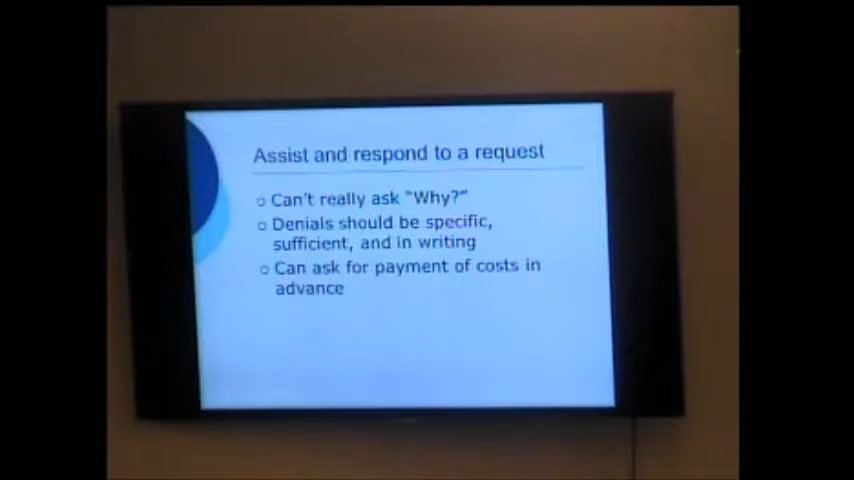 Assist and respond to a request
Can't really ask "Why?"
Denials should be specific,
sufficient, and in writing
Can ask for payment of costs in
advance